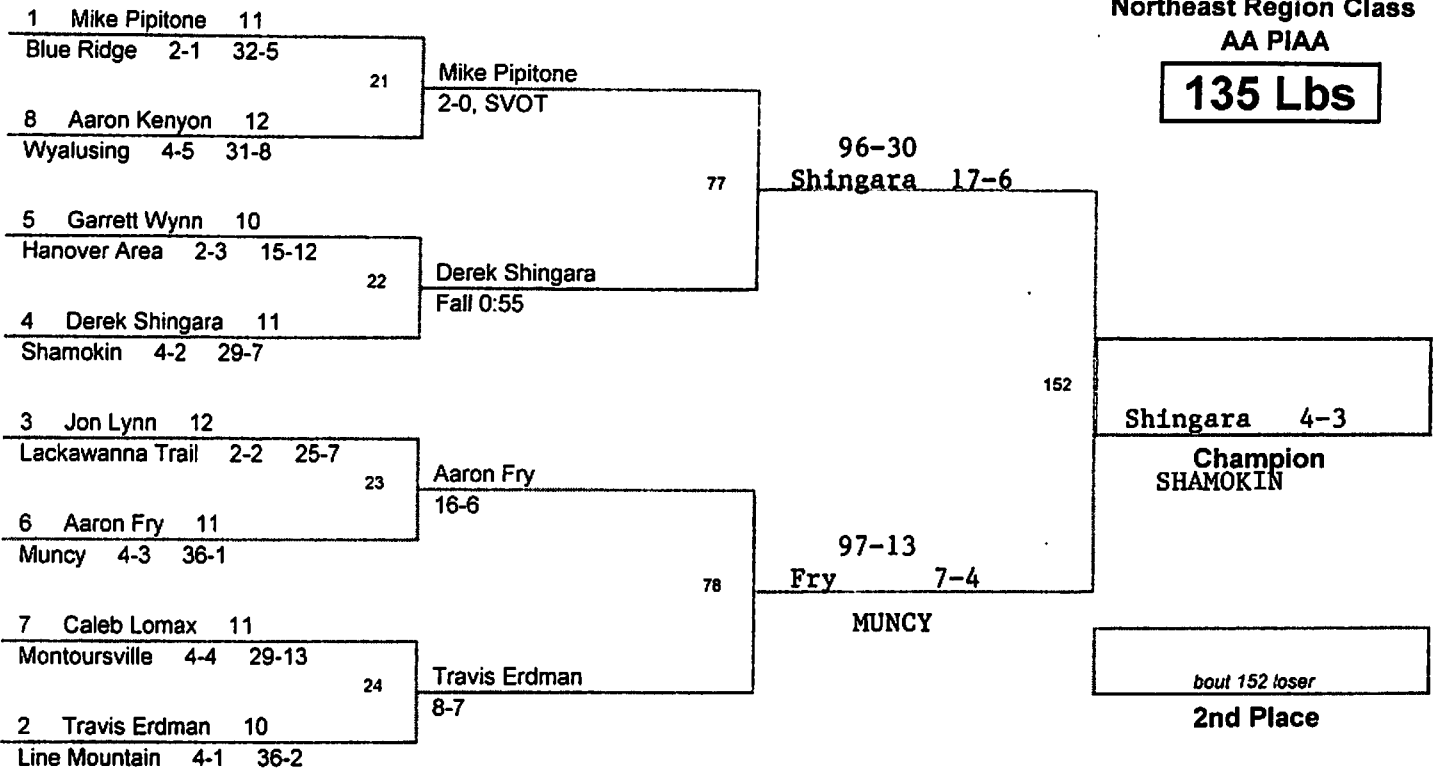 Northeast Region Class
AA PIAA
135 Lbs
1 Mike Pipitone 11
Blue Ridge 2-1 32-5
21
Mike Pipitone
2-0, SVOT
8 Aaron Kenyon 12
Wyalusing 4-5 31-8
77
96-30
Shingara 17-6
5 Garrett Wynn 10
Hanover Area 2-3 15-12
22
Derek Shingara
Fall 0:55
4 Derek Shingara 11
Shamokin 4-2 29-7
152
Shingara 4-3
Champion
SHAMOKIN
3 Jon Lynn 12
Lackawanna Trail 2-2 25-7
23
Aaron Fry
16-6
6 Aaron Fry 11
Muncy 4-3 36-1
78
97-13
Fry 7-4
MUNCY
7 Caleb Lomax 11
Montoursville 4-4 29-13
24
Travis Erdman
8-7
2 Travis Erdman 10
Line Mountain 4-1 36-2
bout 152 loser
2nd Place